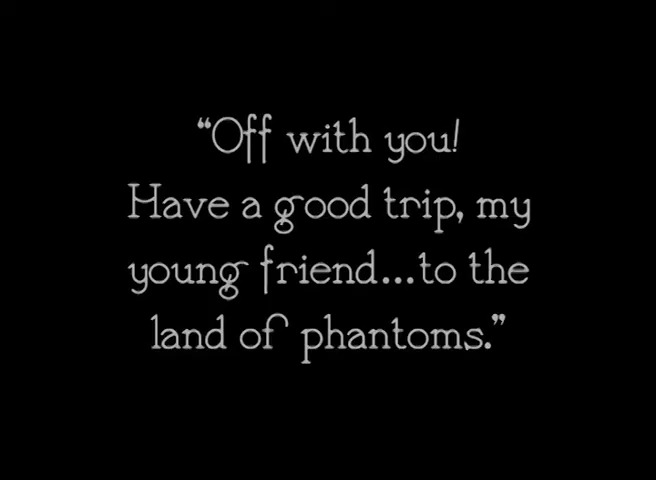 “Off with you!
Have a good trip, my
young friend...to the
land of phantoms.”